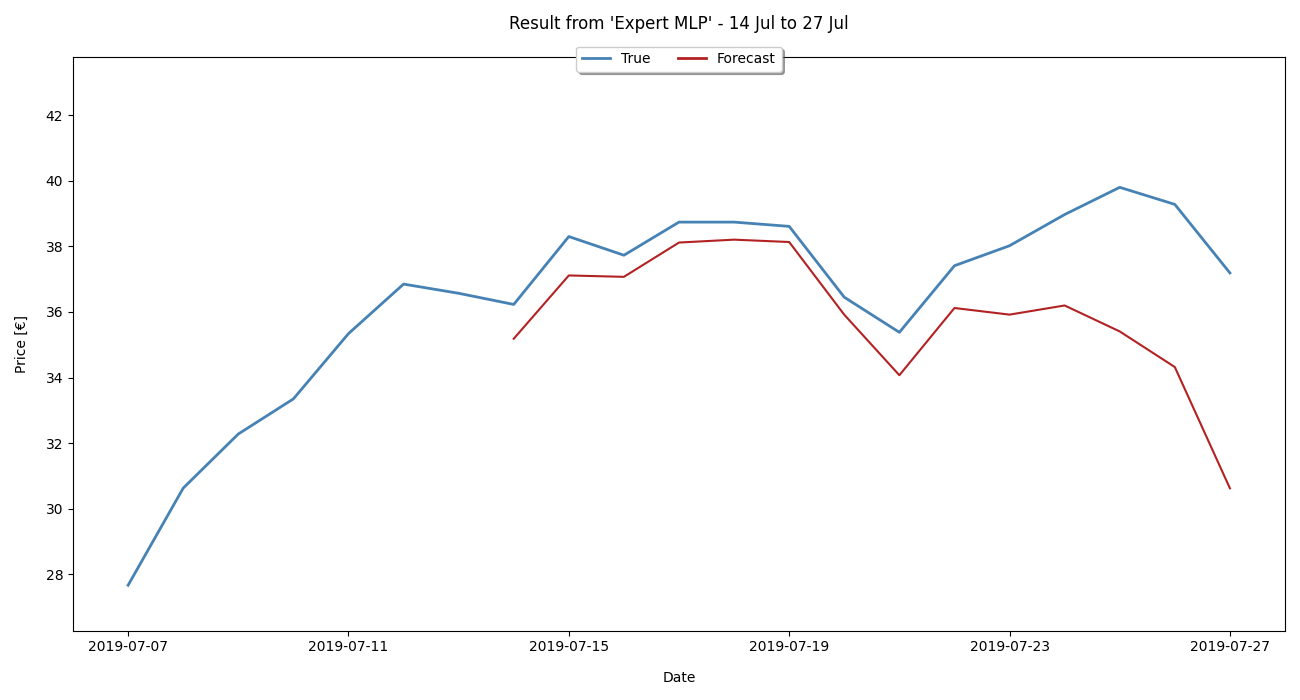 Result from 'Expert MLP' - 14 Jul to 27 Jul
True Forecast
Price [€]
42
40
38
36
34
32
30
28
2019-07-07 2019-07-11 2019-07-15 2019-07-19 2019-07-23 2019-07-27
Date